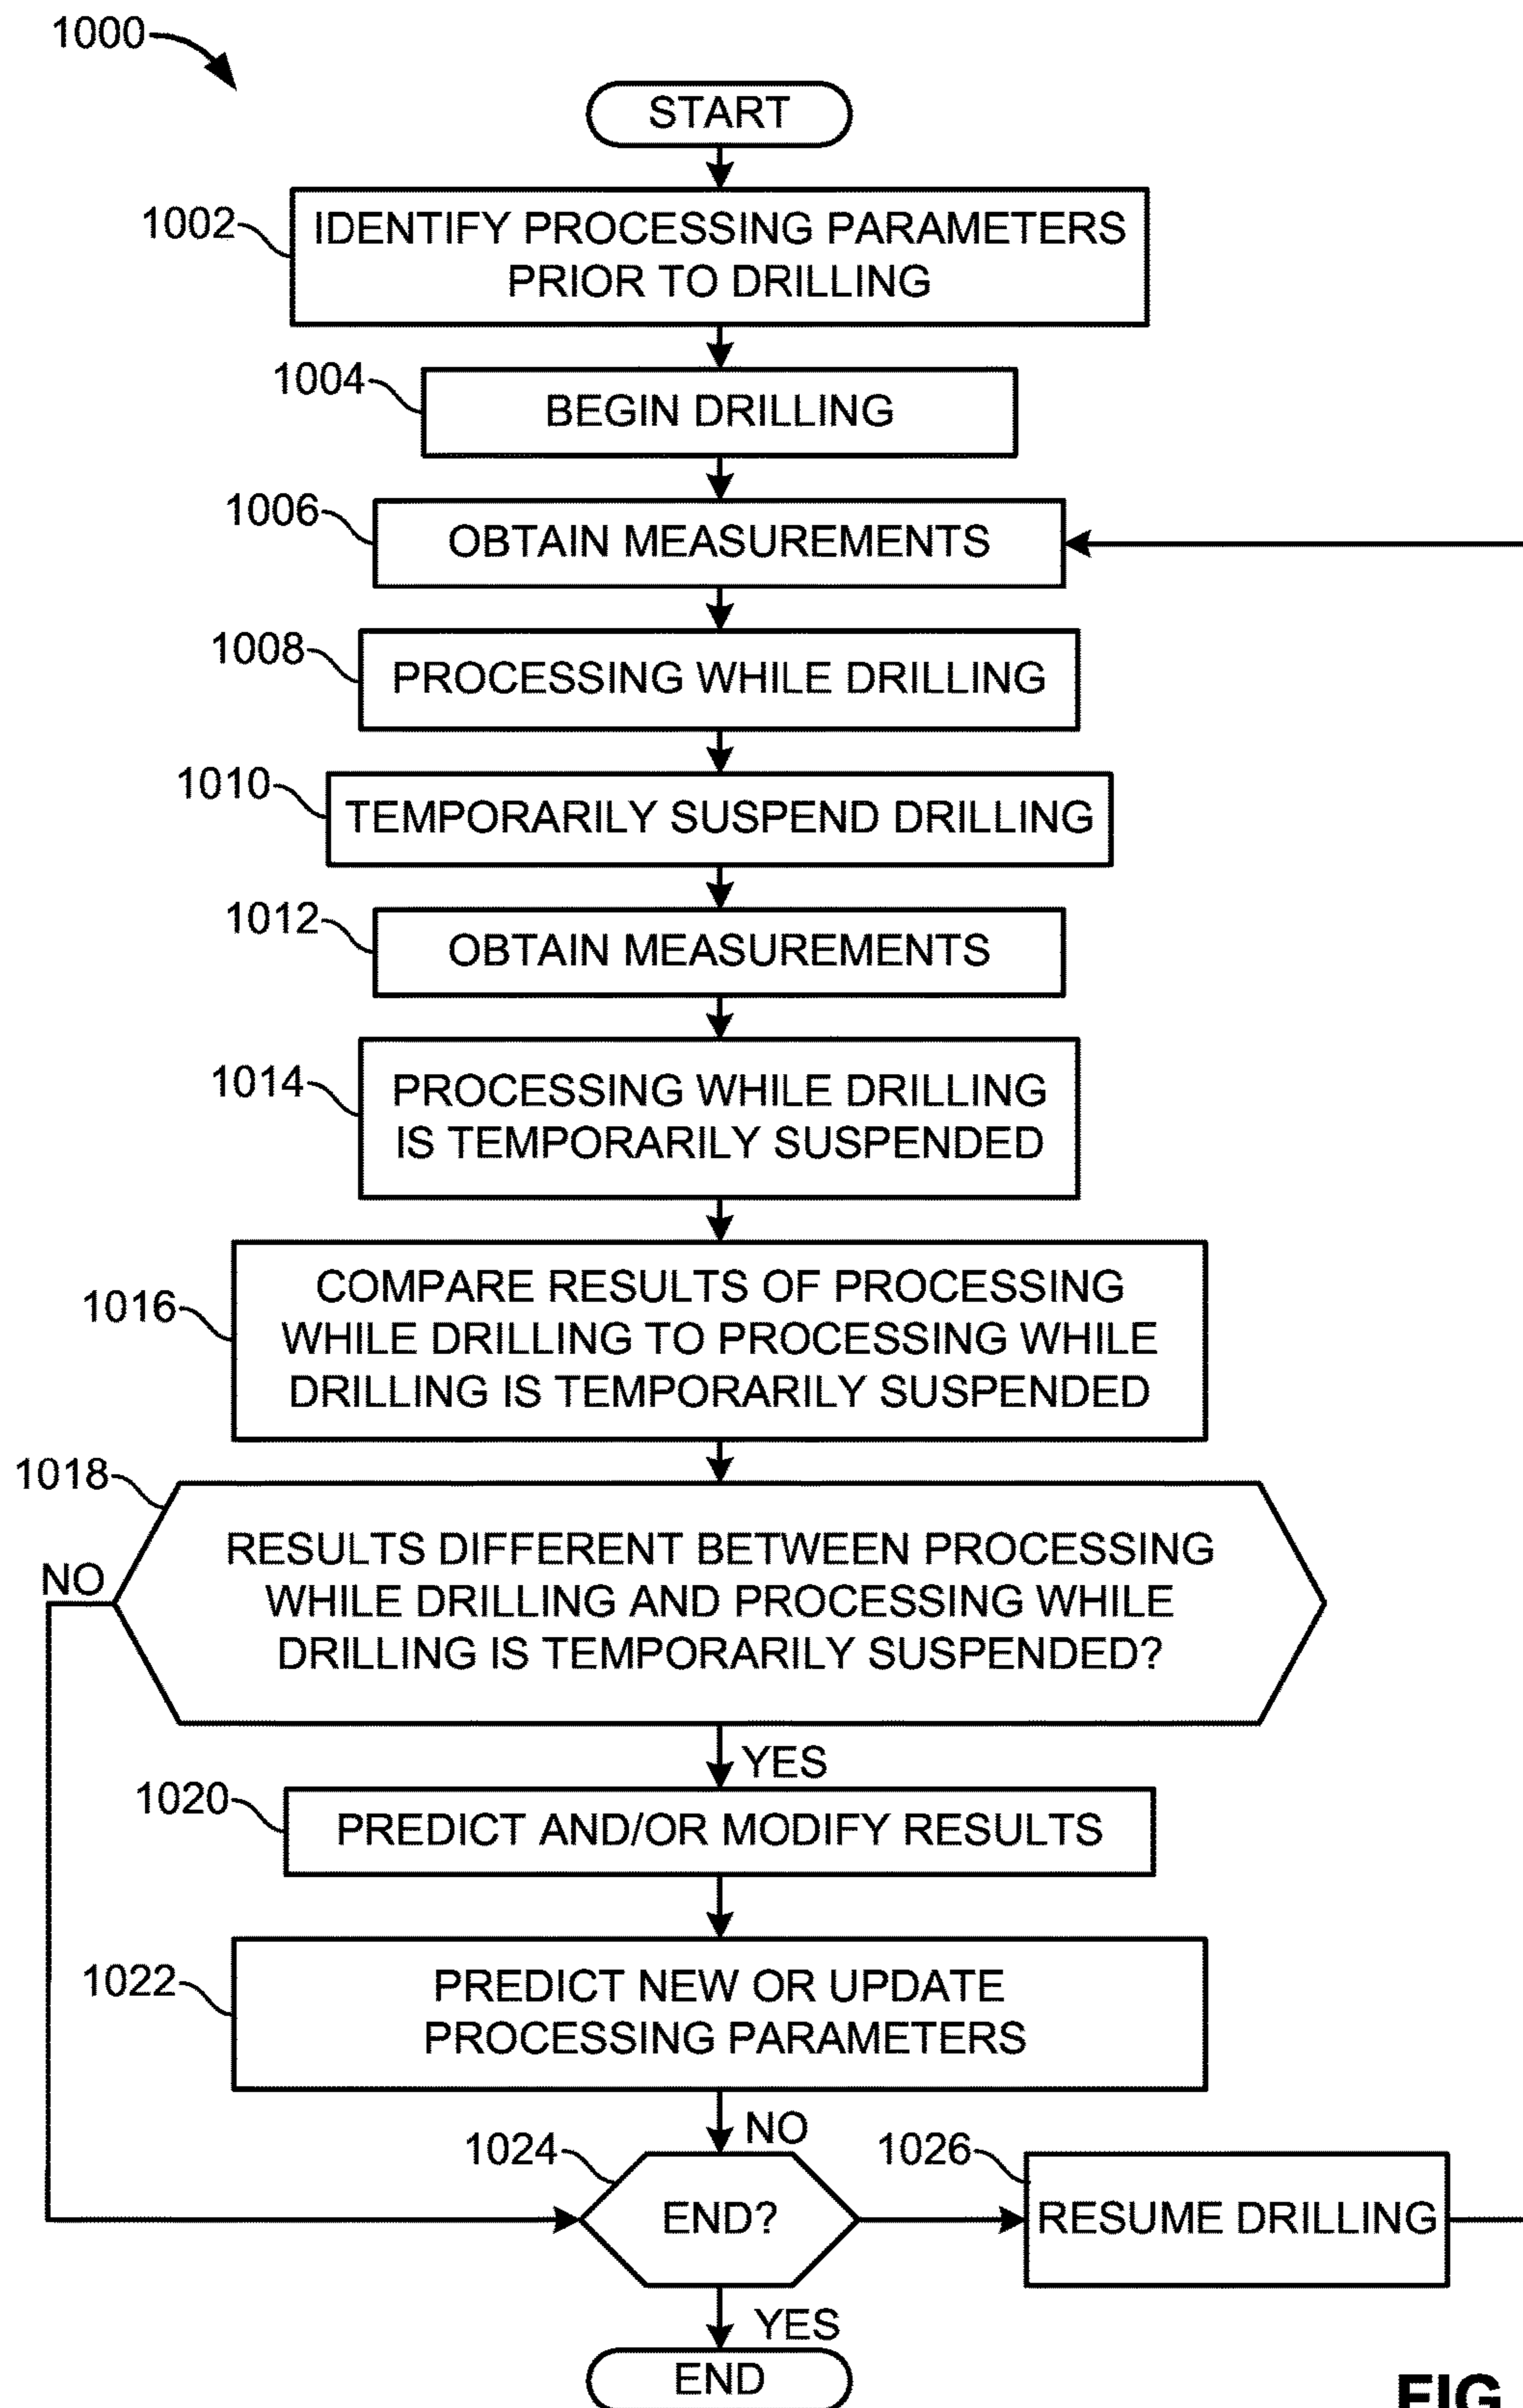 1000
START
1002
IDENTIFY PROCESSING PARAMETERS
PRIOR TO DRILLING
1004
BEGIN DRILLING
1006
OBTAIN MEASUREMENTS
1008
PROCESSING WHILE DRILLING
1010
TEMPORARILY SUSPEND DRILLING
1012
OBTAIN MEASUREMENTS
1014
PROCESSING WHILE DRILLING
IS TEMPORARILY SUSPENDED
1016
COMPARE RESULTS OF PROCESSING
WHILE DRILLING TO PROCESSING WHILE
DRILLING IS TEMPORARILY SUSPENDED
1018
RESULTS DIFFERENT BETWEEN PROCESSING
WHILE DRILLING AND PROCESSING WHILE
DRILLING IS TEMPORARILY SUSPENDED?
NO
YES
1020
PREDICT AND/OR MODIFY RESULTS
1022
PREDICT NEW OR UPDATE
PROCESSING PARAMETERS
NO
1024
END?
1026
RESUME DRILLING
YES
END
FIG